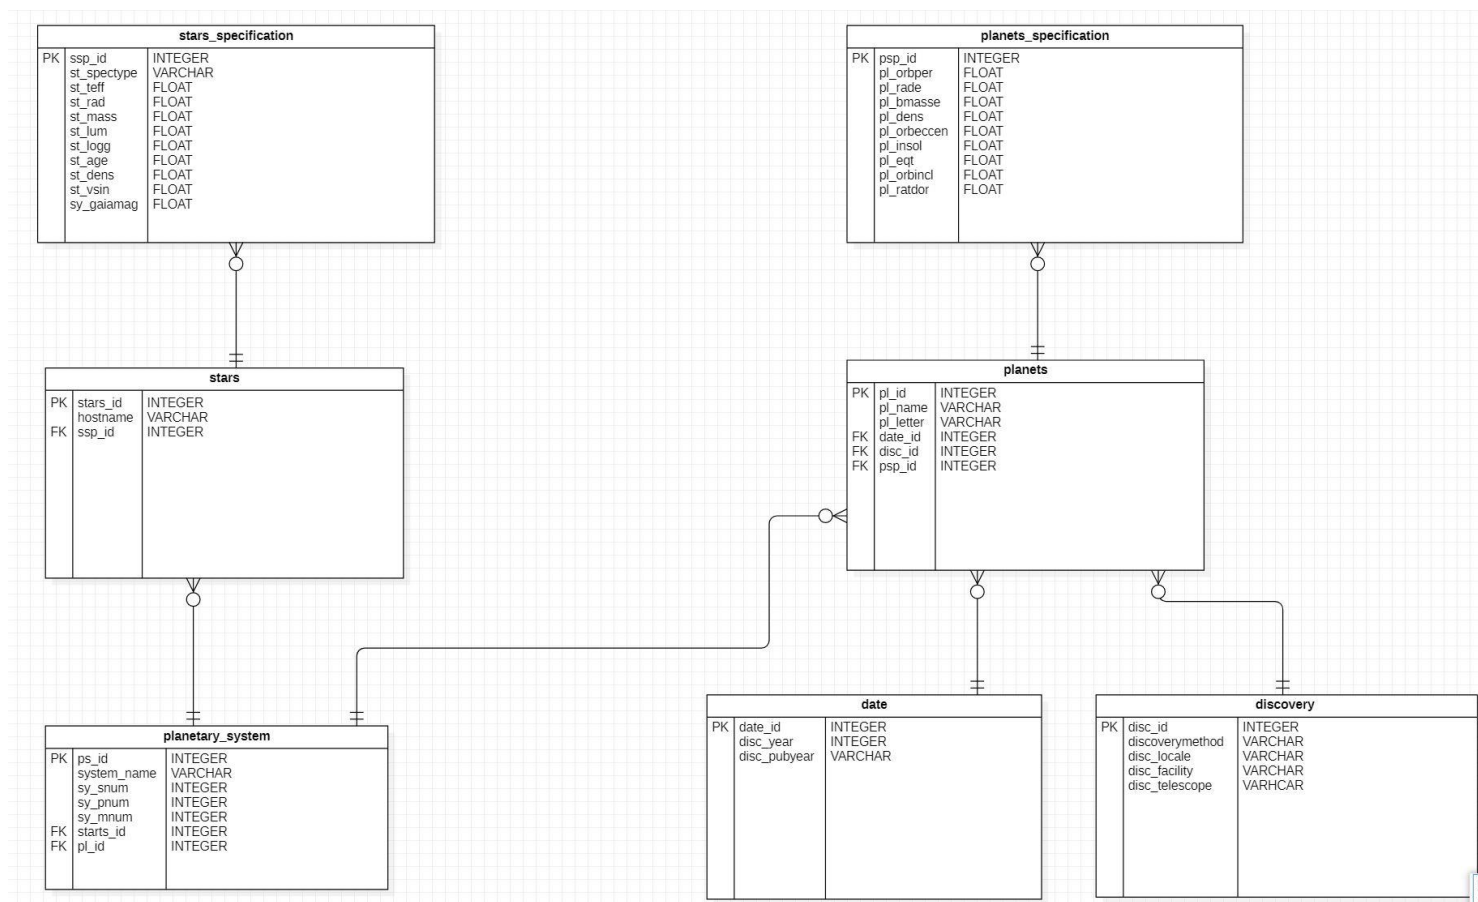 stars_specification
PK ssp_id INTEGER
st_spectype VARCHAR
st_teff FLOAT
st_rad FLOAT
st_mass FLOAT
st_lum FLOAT
st_logg FLOAT
st_age FLOAT
st_dens FLOAT
st_vsin FLOAT
sy_gaiamag FLOAT
planets_specification
PK psp_id INTEGER
pl_orbper FLOAT
pl_rade FLOAT
pl_bmasse FLOAT
pl_dens FLOAT
pl_orbeccen FLOAT
pl_insol FLOAT
pl_eqt FLOAT
pl_orbincl FLOAT
pl_ratdor FLOAT
stars
PK stars_id INTEGER
hostname VARCHAR
FK ssp_id INTEGER
planets
PK pl_id INTEGER
pl_name VARCHAR
pl_letter VARCHAR
FK date_id INTEGER
FK disc_id INTEGER
FK psp_id INTEGER
planetary_system
PK ps_id INTEGER
system_name VARCHAR
sy_snum INTEGER
sy_pnum INTEGER
sy_mnum INTEGER
FK starts_id INTEGER
FK pl_id INTEGER
date
PK date_id INTEGER
disc_year INTEGER
disc_pubyear VARCHAR
discovery
PK disc_id INTEGER
discoverymethod VARCHAR
disc_locale VARCHAR
disc_facility VARCHAR
disc_telescope VARHCAR